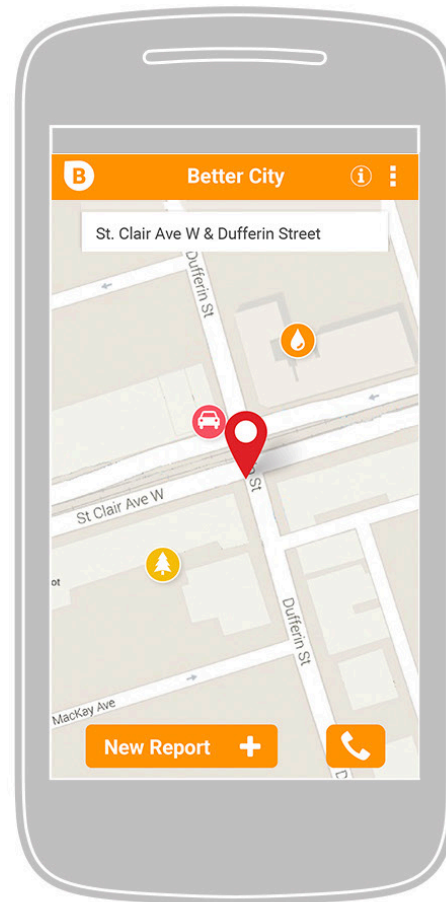 B
Better City
St. Clair Ave W & Dufferin Street
Dufferin St
St Clair Ave W
St
Dufferin St
MacKay Ave
New Report +